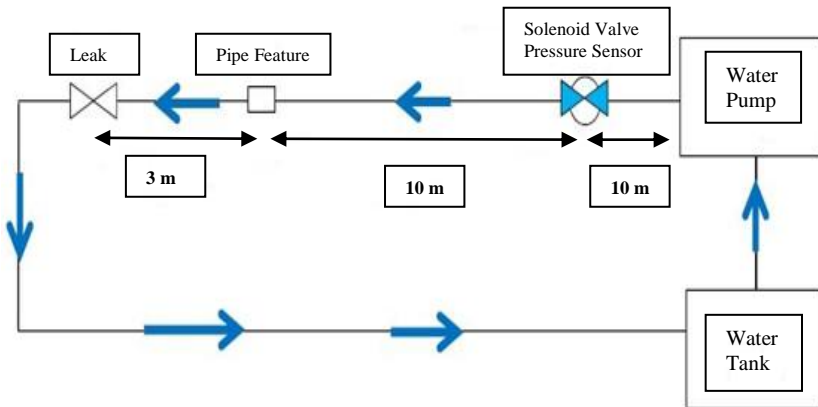 Leak
Pipe Feature
Solenoid Valve
Pressure Sensor
Water
Pump
3 m
10 m
10 m
Water
Tank